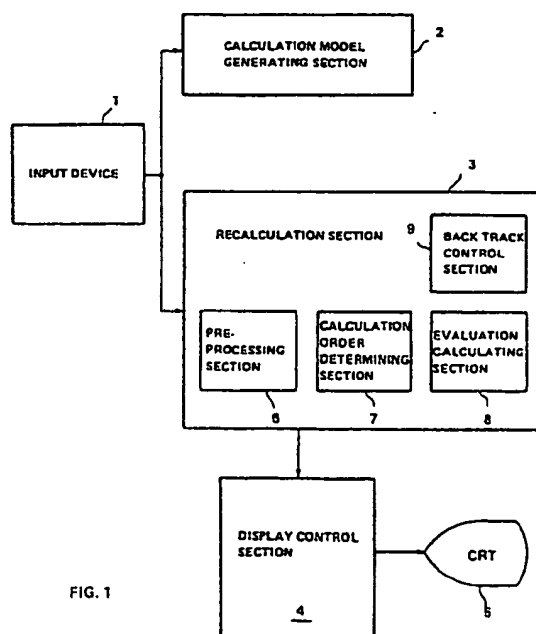 CALCULATION MODEL
GENERATING SECTION
2
1
INPUT DEVICE
3
RECALCULATION SECTION
9
BACK TRACK
CONTROL
SECTION
PRE-
PROCESSING
SECTION
6
CALCULATION
ORDER
DETERMINING
SECTION
7
EVALUATION
CALCULATING
SECTION
8
DISPLAY CONTROL
SECTION
4
CRT
5
FIG. 1